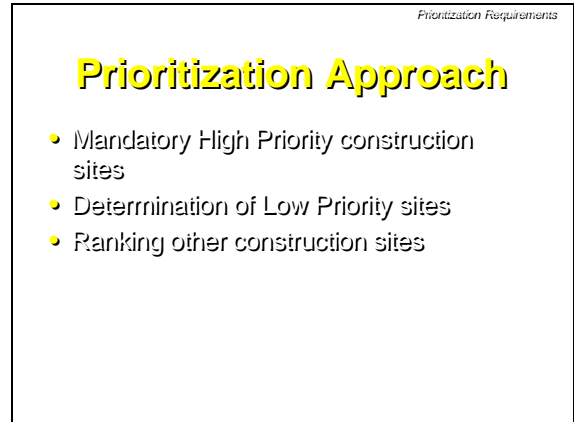 Prioritization Requirements
Prioritization Approach
• Mandatory High Priority construction
sites
• Determination of Low Priority sites
• Ranking other construction sites